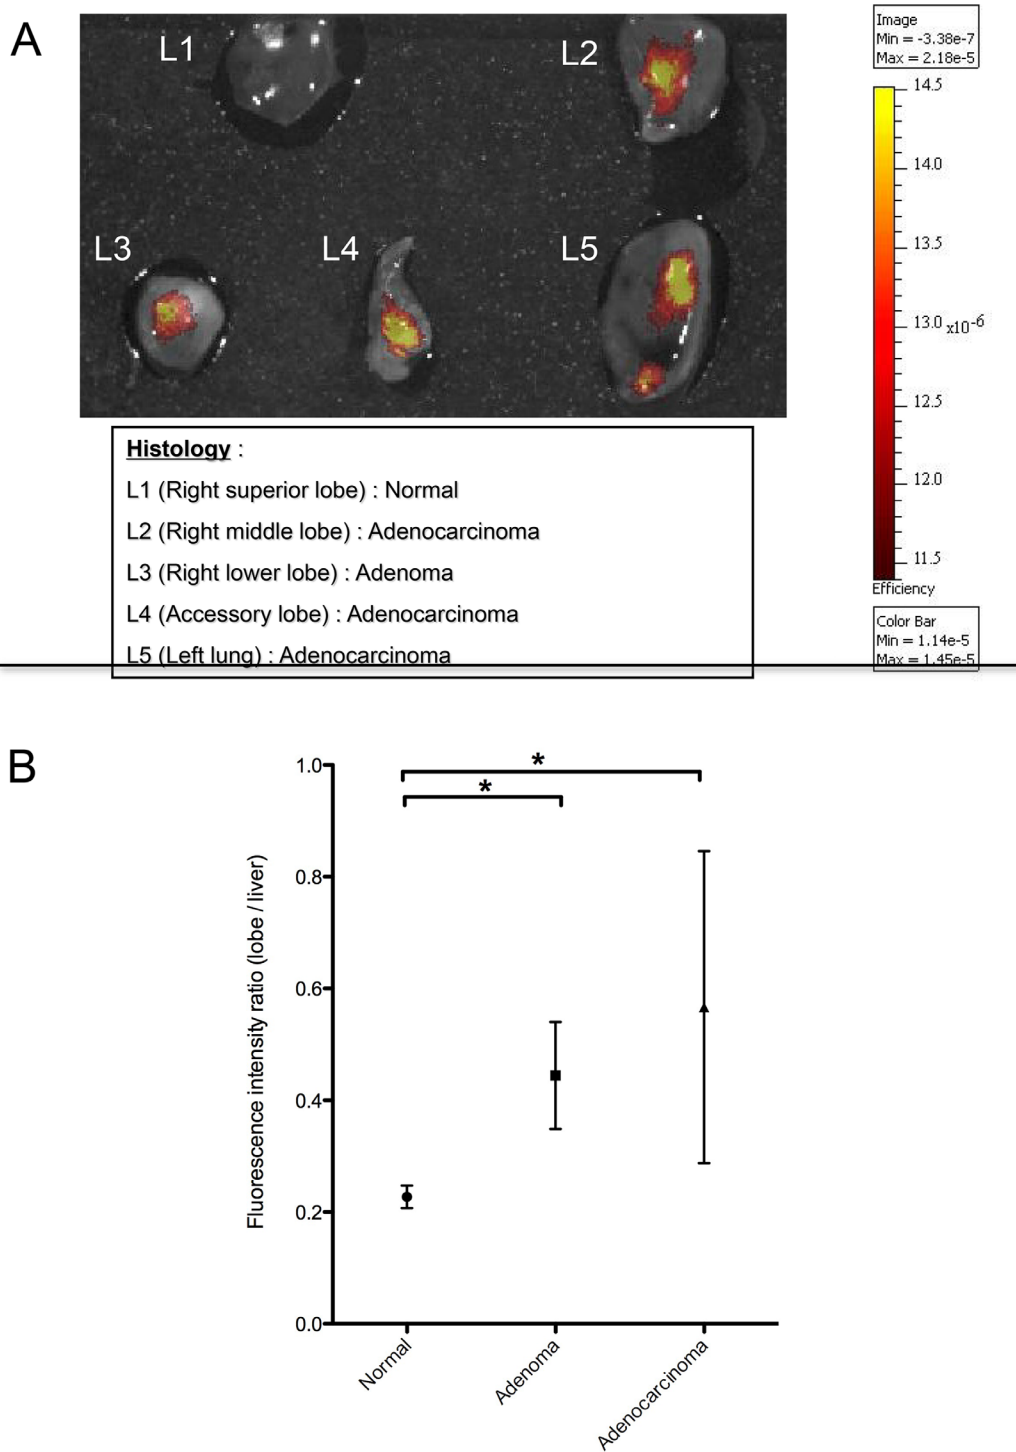 A
L1
L2
L3
L4
L5
Image
Min = -3.38e-7
Max = 2.18e-5
14.5
14.0
13.5
13.0 x10-6
12.5
12.0
11.5
Efficiency
Color Bar
Min = 1.14e-5
Max = 1.45e-5
Histology :
L1 (Right superior lobe) : Normal
L2 (Right middle lobe) : Adenocarcinoma
L3 (Right lower lobe) : Adenoma
L4 (Accessory lobe) : Adenocarcinoma
L5 (Left lung) : Adenocarcinoma
B
*
*
1.0
0.8
0.6
0.4
0.2
0.0
Fluorescence intensity ratio (lobe / liver)
Normal
Adenoma
Adenocarcinoma